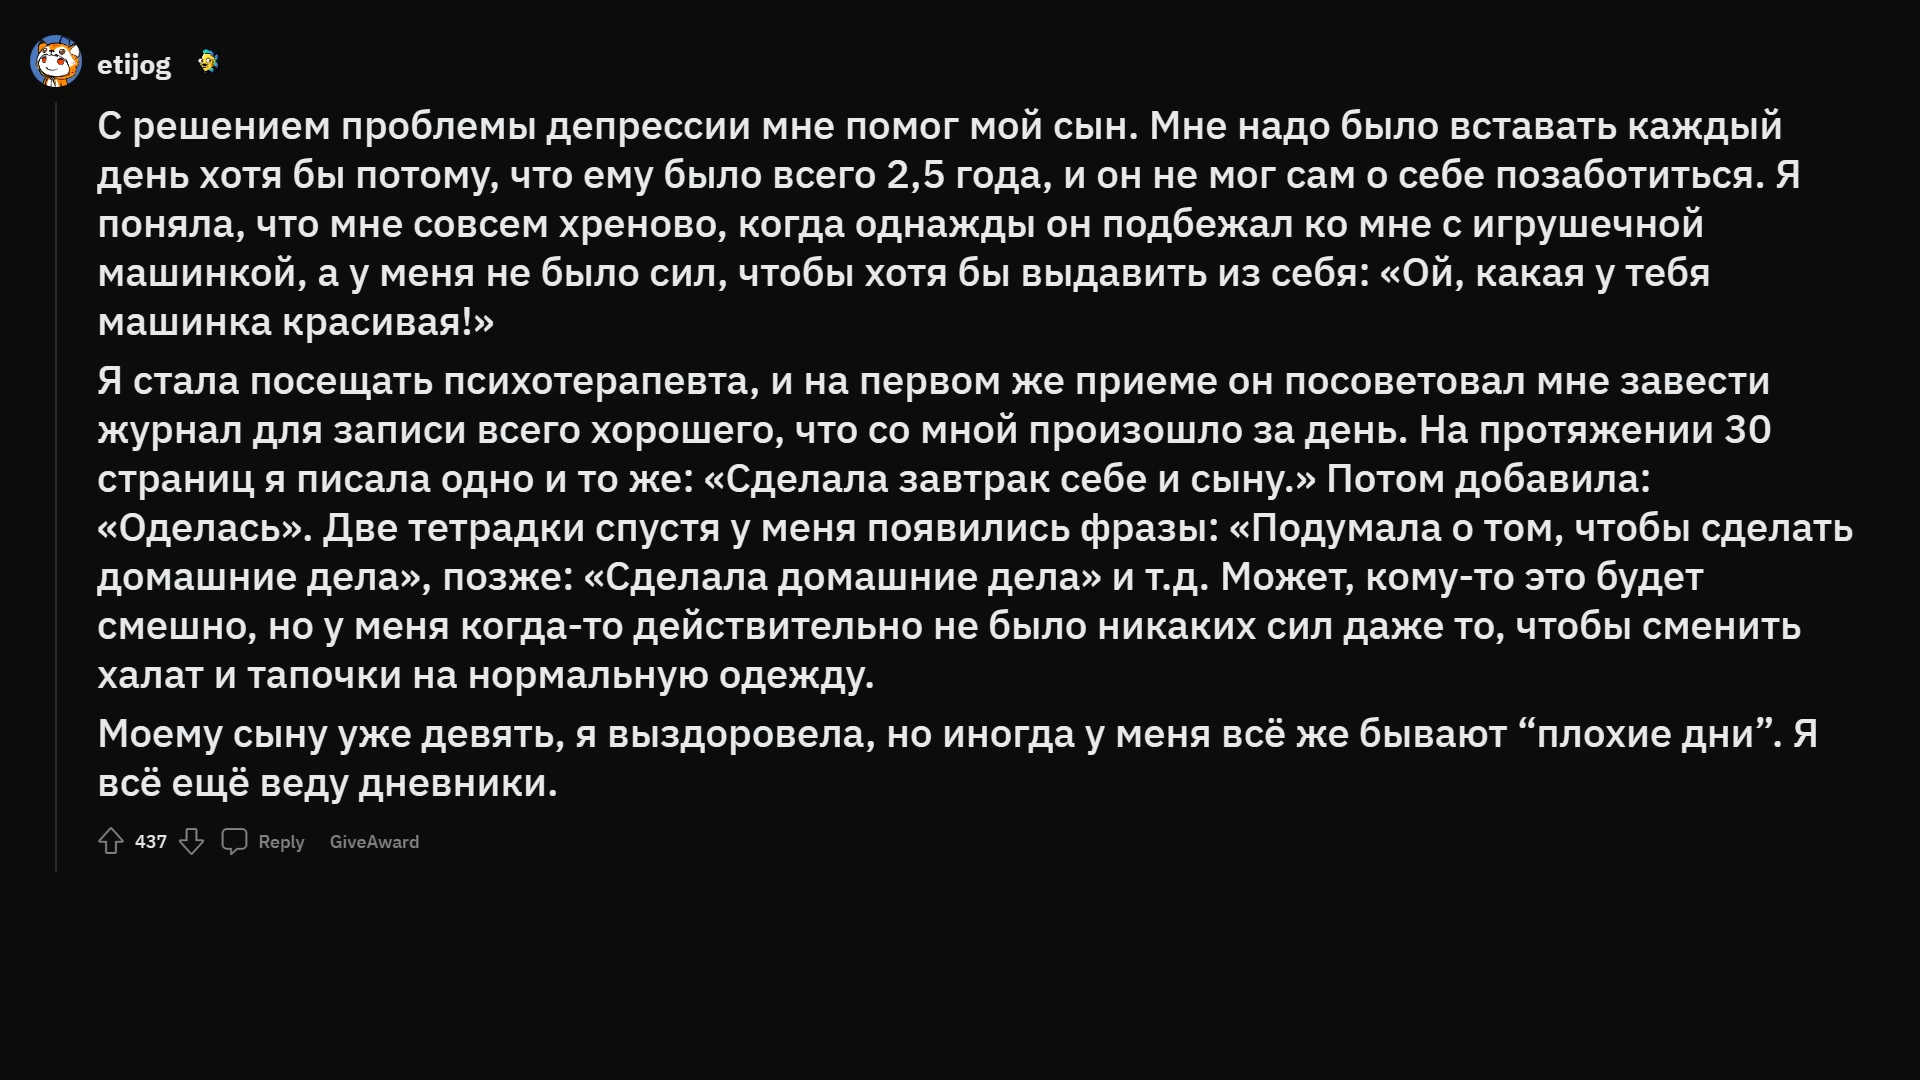 etijog
С решением проблемы депрессии мне помог мой сын. Мне надо было вставать каждый
день хотя бы потому, что ему было всего 2,5 года, и он не мог сам о себе позаботиться. Я
поняла, что мне совсем хреново, когда однажды он подбежал ко мне с игрушечной
машинкой, а у меня не было сил, чтобы хотя бы выдавить из себя: «Ой, какая у тебя
машинка красивая!»
Я стала посещать психотерапевта, и на первом же приеме он посоветовал мне завести
журнал для записи всего хорошего, что со мной произошло за день. На протяжении 30
страниц я писала одно и то же: «Сделала завтрак себе и сыну.» Потом добавила:
«Оделась». Две тетрадки спустя у меня появились фразы: «Подумала о том, чтобы сделать
домашние дела», позже: «Сделала домашние дела» и т.д. Может, кому-то это будет
смешно, но у меня когда-то действительно не было никаких сил даже то, чтобы сменить
халат и тапочки на нормальную одежду.
Моему сыну уже девять, я выздоровела, но иногда у меня всё же бывают “плохие дни”. Я
всё ещё веду дневники.
437 Reply GiveAward